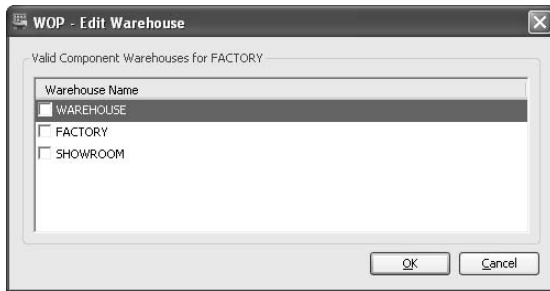 WOP - Edit Warehouse
Valid Component Warehouses for FACTORY
Warehouse Name
WAREHOUSE
FACTORY
SHOWROOM
OK Cancel